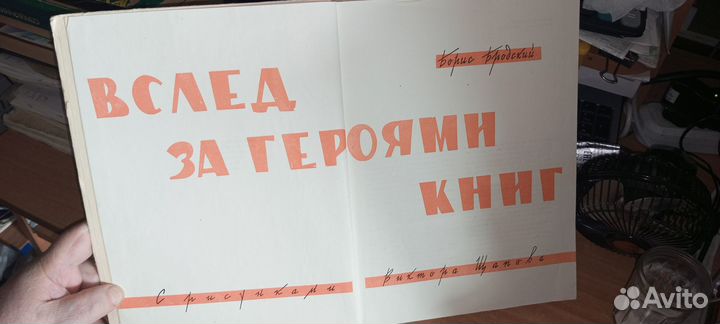 Борис Бродский
ВСЛЕД
ЗА ГЕРОЯМИ
КНИГ
С рисунками Виктора Щапова
Avito